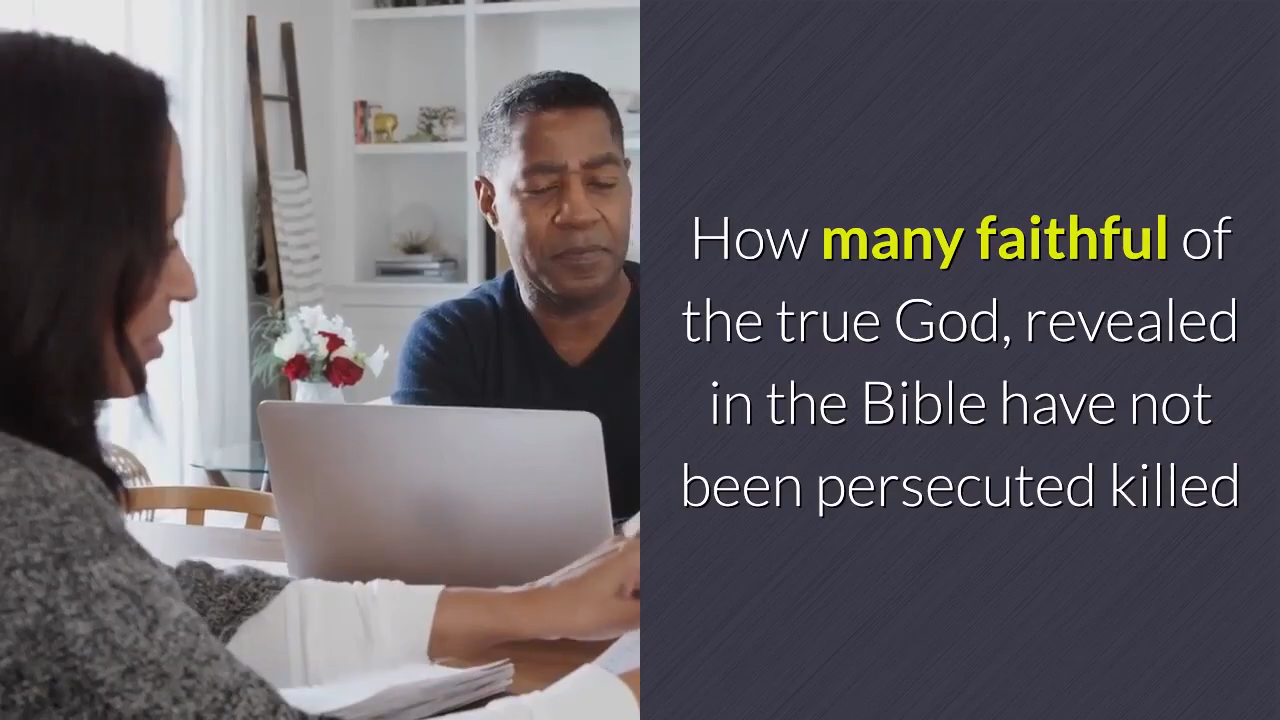 How many faithful of
the true God, revealed
in the Bible have not
been persecuted killed